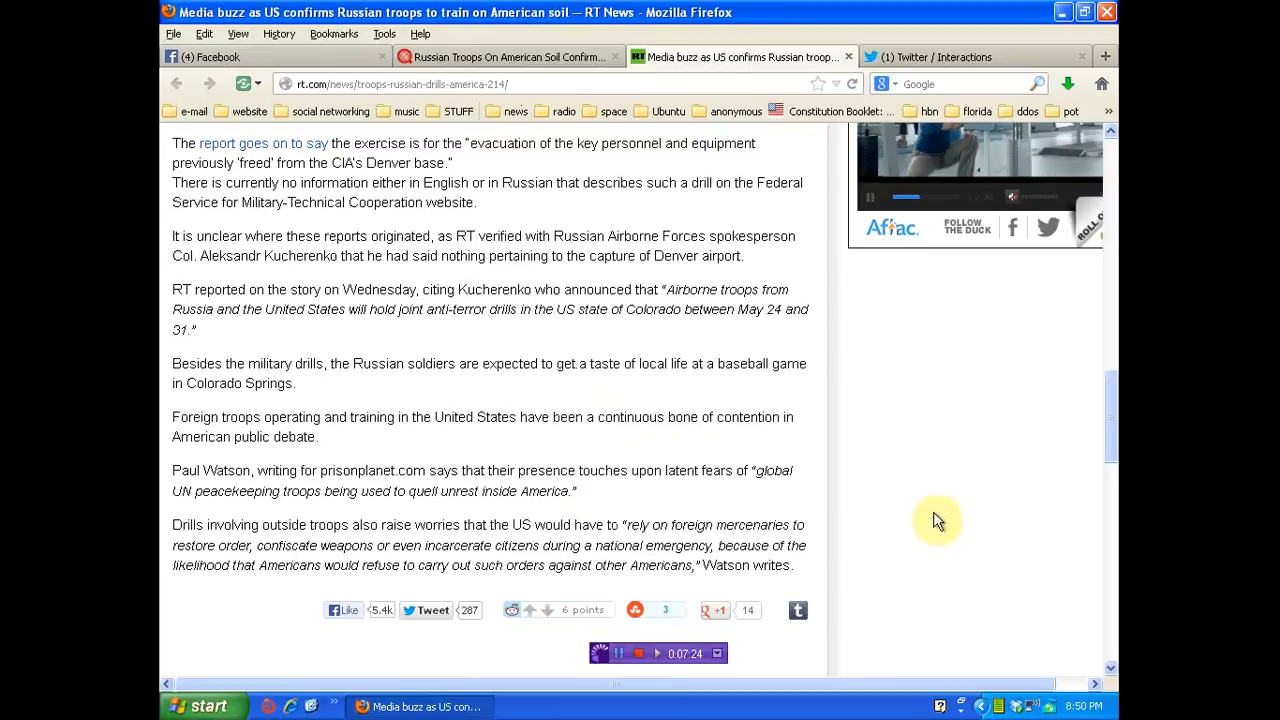 Media buzz as US confirms Russian troops to train on American soil — RT News - Mozilla Firefox
File Edit View History Bookmarks Tools Help
(4) Facebook
Russian Troops On American Soil Confirm...
Media buzz as US confirms Russian troop...
(1) Twitter / Interactions
rt.com/news/troops-russian-drills-america-214/
Google
e-mail website social networking music STUFF news radio space Ubuntu anonymous Constitution Booklet: ... hbn florida ddos pot
The report goes on to say the exercise is for the “evacuation of the key personnel and equipment
previously 'freed' from the CIA's Denver base.”
There is currently no information either in English or in Russian that describes such a drill on the Federal
Service for Military-Technical Cooperation website.
It is unclear where these reports originated, as RT verified with Russian Airborne Forces spokesperson
Col. Aleksandr Kucherenko that he had said nothing pertaining to the capture of Denver airport.
RT reported on the story on Wednesday, citing Kucherenko who announced that “Airborne troops from
Russia and the United States will hold joint anti-terror drills in the US state of Colorado between May 24 and
31.”
Besides the military drills, the Russian soldiers are expected to get a taste of local life at a baseball game
in Colorado Springs.
Foreign troops operating and training in the United States have been a continuous bone of contention in
American public debate.
Paul Watson, writing for prisonplanet.com says that their presence touches upon latent fears of “global
UN peacekeeping troops being used to quell unrest inside America.”
Drills involving outside troops also raise worries that the US would have to “rely on foreign mercenaries to
restore order, confiscate weapons or even incarcerate citizens during a national emergency, because of the
likelihood that Americans would refuse to carry out such orders against other Americans,” Watson writes.
Like 5.4k Tweet 287 6 points 3 +1 14
Aflac
FOLLOW
THE DUCK
ROLL O
0:07:24
start
Media buzz as US con...
8:50 PM